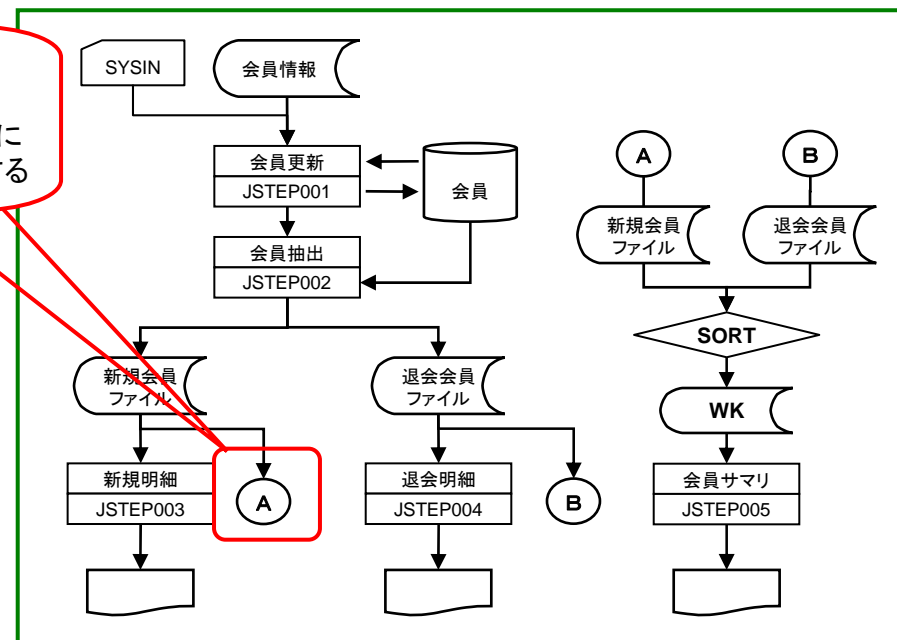 に
する
SYSIN
会員情報
会員更新
JSTEP001
会員
会員抽出
JSTEP002
新規会員
ファイル
退会会員
ファイル
新規明細
JSTEP003
A
退会明細
JSTEP004
B
A
B
新規会員
ファイル
退会会員
ファイル
SORT
WK
会員サマリ
JSTEP005